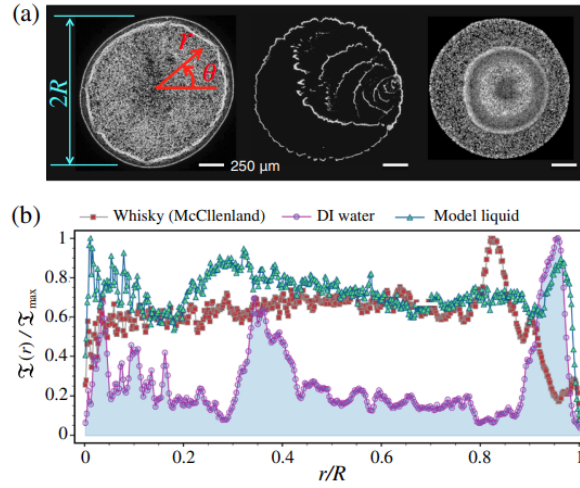 (a)
2R
r
θ
250 μm
(b)
Whisky (McCllenland) DI water Model liquid
𝔗(r) / 𝔗max
1
0.8
0.6
0.4
0.2
0
0 0.2 0.4 0.6 0.8 1
r/R